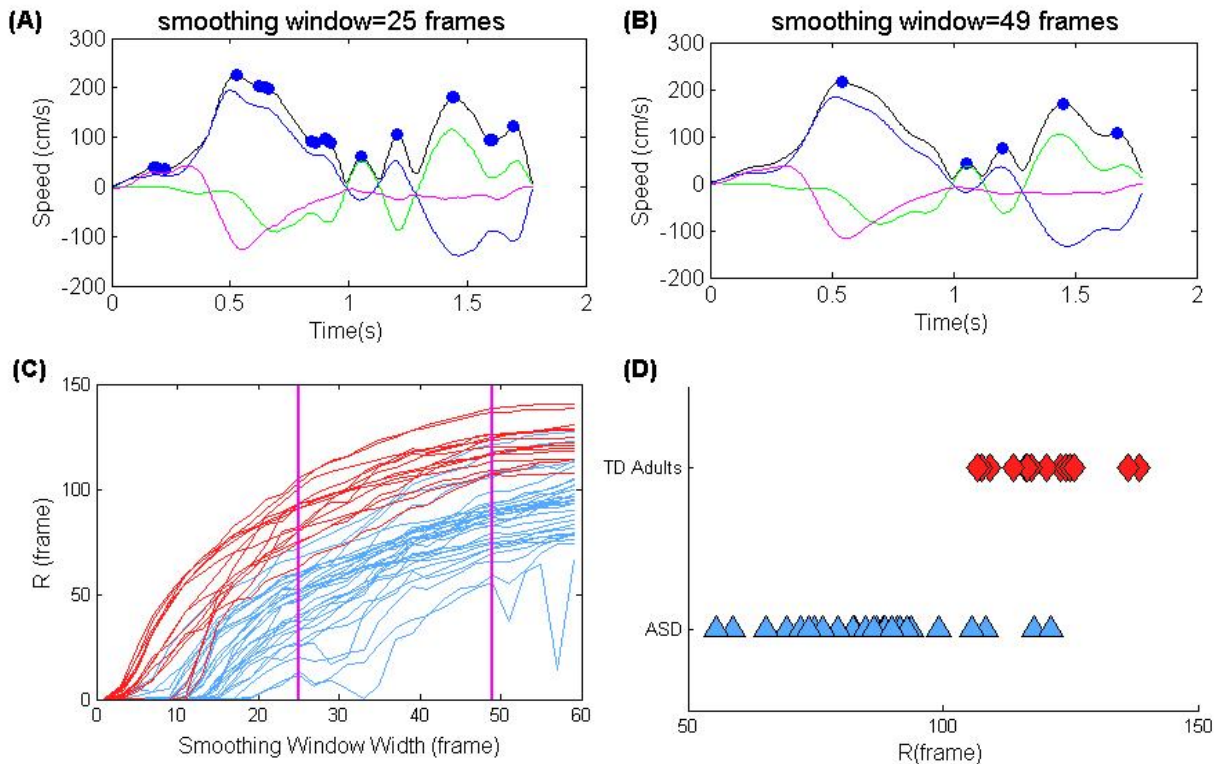 (A)
smoothing window=25 frames
300
200
100
0
-100
-200
Speed (cm/s)
0
0.5
1
1.5
2
Time(s)
(B)
smoothing window=49 frames
300
200
100
0
-100
-200
Speed (cm/s)
0
0.5
1
1.5
2
Time(s)
(C)
150
100
50
0
R (frame)
0
10
20
30
40
50
60
Smoothing Window Width (frame)
(D)
TD Adults
ASD
50
100
150
R(frame)